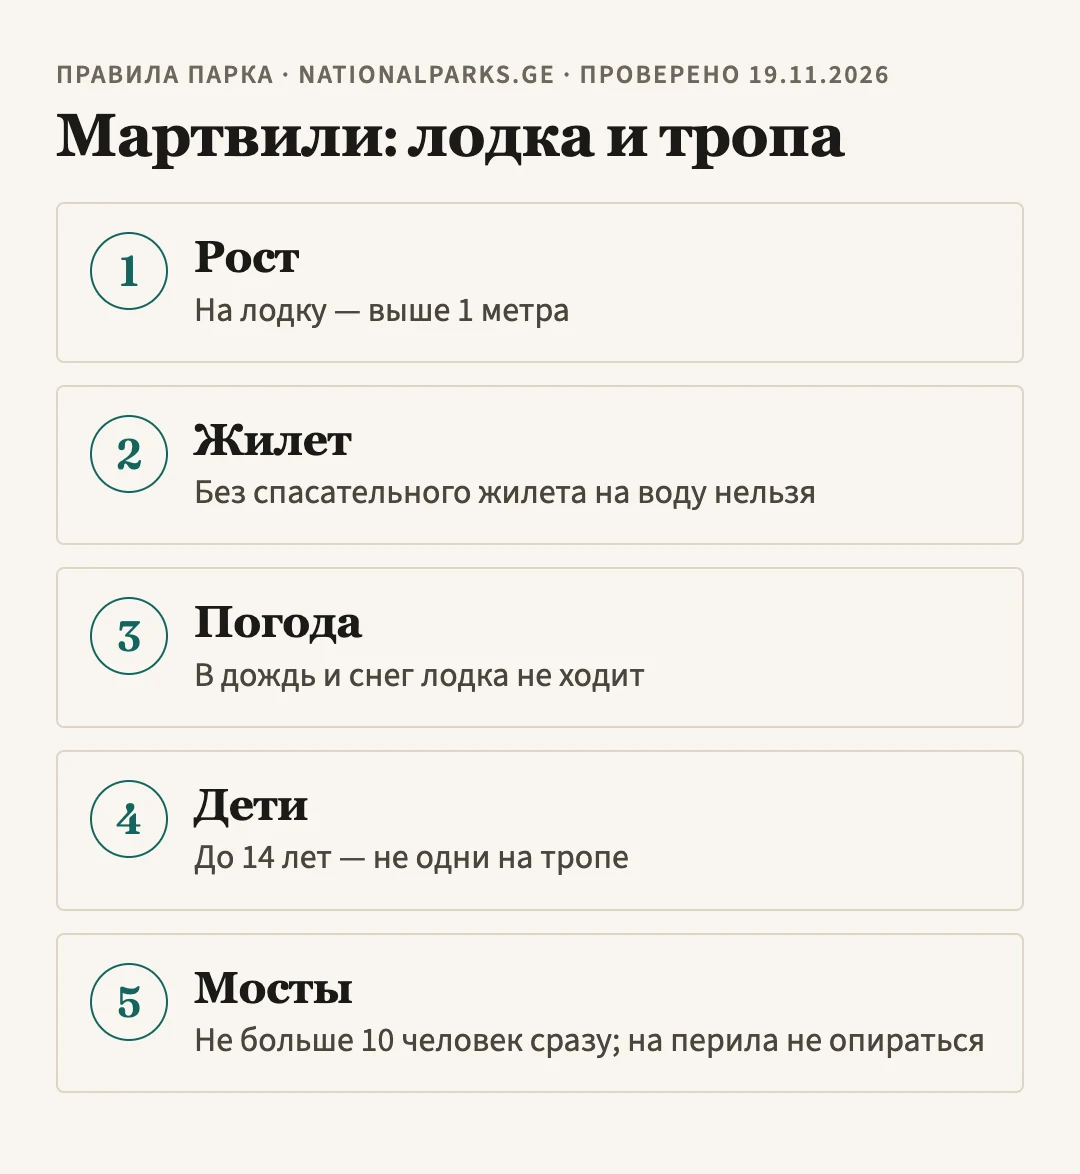 ПРАВИЛА ПАРКА · NATIONALPARKS.GE · ПРОВЕРЕНО 19.11.2026
Мартвили: лодка и тропа
1
Рост
На лодку — выше 1 метра
2
Жилет
Без спасательного жилета на воду нельзя
3
Погода
В дождь и снег лодка не ходит
4
Дети
До 14 лет — не одни на тропе
5
Мосты
Не больше 10 человек сразу; на перила не опираться